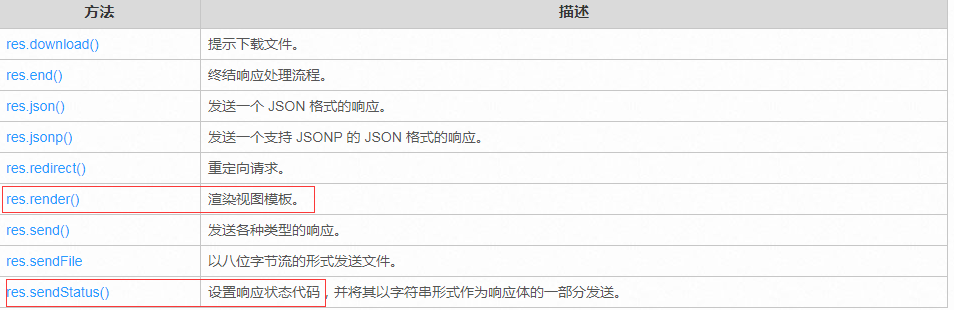 方法 描述
res.download() 提示下载文件。
res.end() 终结响应处理流程。
res.json() 发送一个 JSON 格式的响应。
res.jsonp() 发送一个支持 JSONP 的 JSON 格式的响应。
res.redirect() 重定向请求。
res.render() 渲染视图模板。
res.send() 发送各种类型的响应。
res.sendFile 以八位字节流的形式发送文件。
res.sendStatus() 设置响应状态代码，并将其以字符串形式作为响应体的一部分发送。